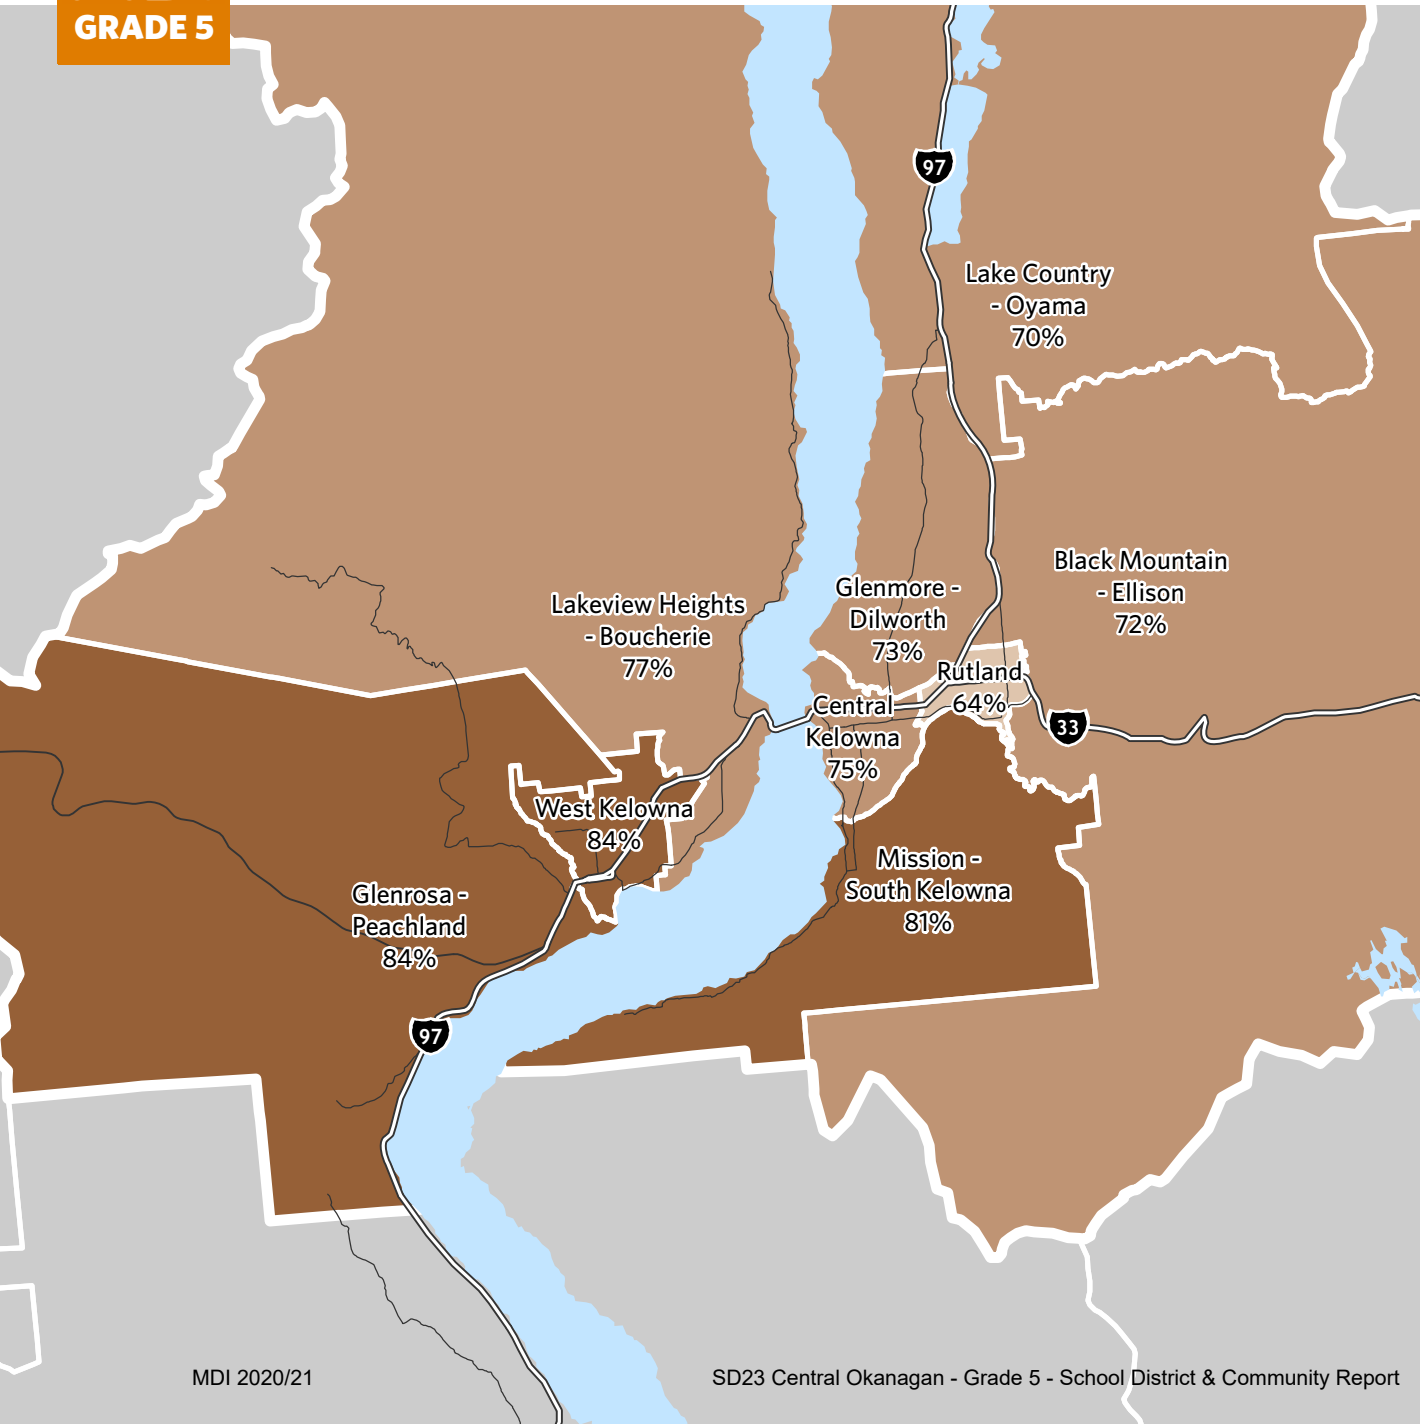 GRADE 5
97
Lake Country
- Oyama
70%
Black Mountain
- Ellison
72%
Glenmore -
Dilworth
73%
Lakeview Heights
- Boucherie
77%
Rutland
64%
Central
Kelowna
75%
33
West Kelowna
84%
Mission -
South Kelowna
81%
Glenrosa -
Peachland
84%
97
MDI 2020/21
SD23 Central Okanagan - Grade 5 - School District & Community Report